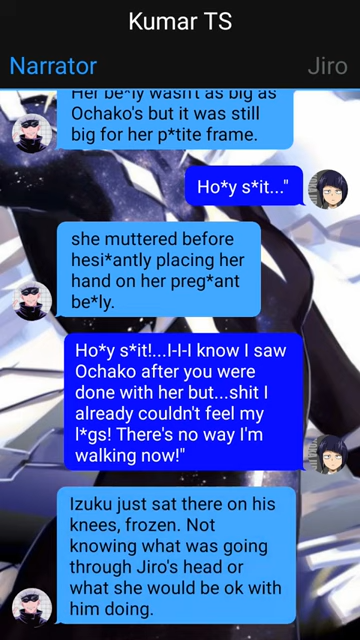 Kumar TS
Narrator
Jiro
Her be*ly wasn't as big as
Ochako's but it was still
big for her p*tite frame.
Ho*y s*it..."
she muttered before
hesi*antly placing her
hand on her preg*ant
be*ly.
Ho*y s*it!...I-I-I know I saw
Ochako after you were
done with her but...shit I
already couldn't feel my
l*gs! There's no way I'm
walking now!"
Izuku just sat there on his
knees, frozen. Not
knowing what was going
through Jiro's head or
what she would be ok with
him doing.